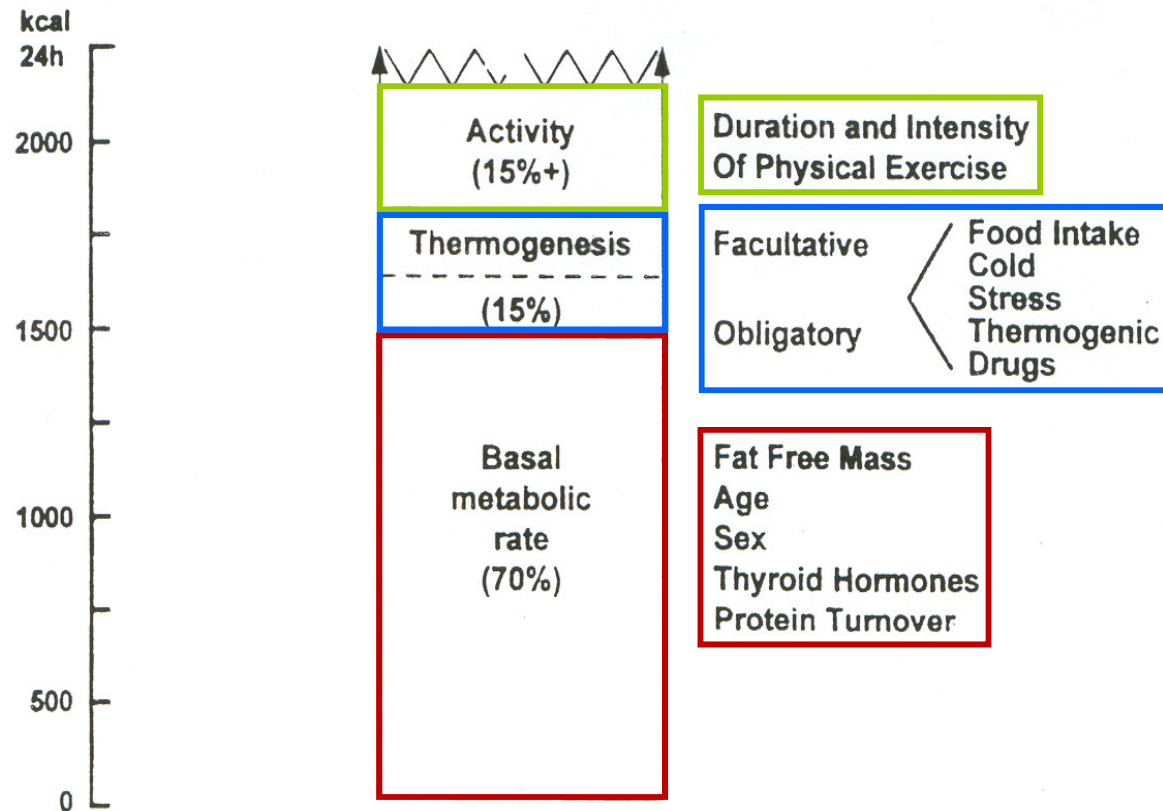 kcal
24h
2000
1500
1000
500
0
Activity
(15%+)
Thermogenesis
(15%)
Basal
metabolic
rate
(70%)
Duration and Intensity
Of Physical Exercise
Facultative
Obligatory
Food Intake
Cold
Stress
Thermogenic
Drugs
Fat Free Mass
Age
Sex
Thyroid Hormones
Protein Turnover